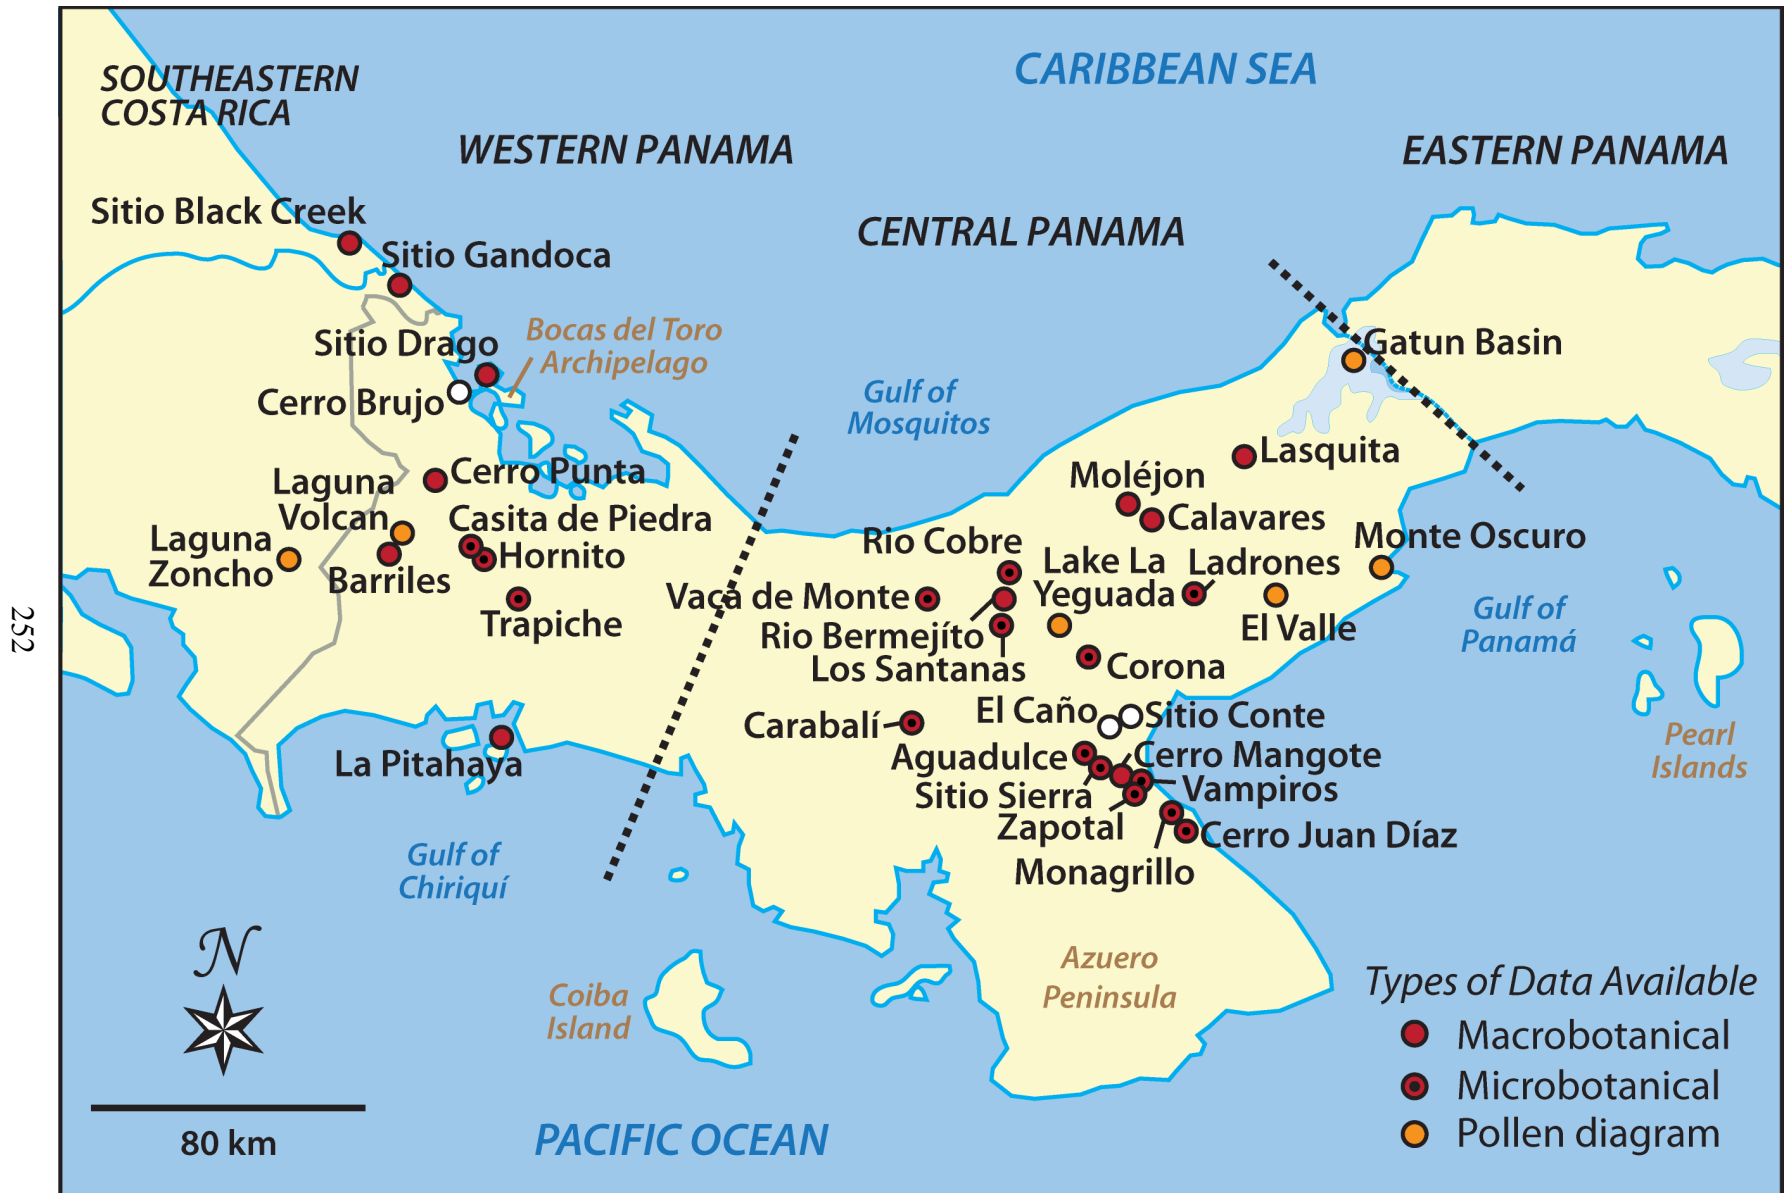 CARIBBEAN SEA
SOUTHEASTERN
COSTA RICA
WESTERN PANAMA
EASTERN PANAMA
CENTRAL PANAMA
Sitio Black Creek
Sitio Gandoca
Sitio Drago
Bocas del Toro
Archipelago
Cerro Brujo
Gulf of
Mosquitos
Gatun Basin
Laguna
Volcan
Cerro Punta
Casita de Piedra
Laguna
Zoncho
Hornito
Barriles
Trapiche
Lasquita
Moléjon
Calavares
Rio Cobre
Monte Oscuro
Lake La
Yeguada
Ladrones
Vaca de Monte
Rio Bermejíto
Los Santanas
El Valle
Gulf of
Panamá
Corona
Carabalí
El Caño
Sitio Conte
Aguadulce
Cerro Mangote
Sitio Sierra
Vampiros
Zapotal
Cerro Juan Díaz
Monagrillo
La Pitahaya
Pearl
Islands
Gulf of
Chiriquí
252
N
Coiba
Island
Azuero
Peninsula
80 km
PACIFIC OCEAN
Types of Data Available
Macrobotanical
Microbotanical
Pollen diagram